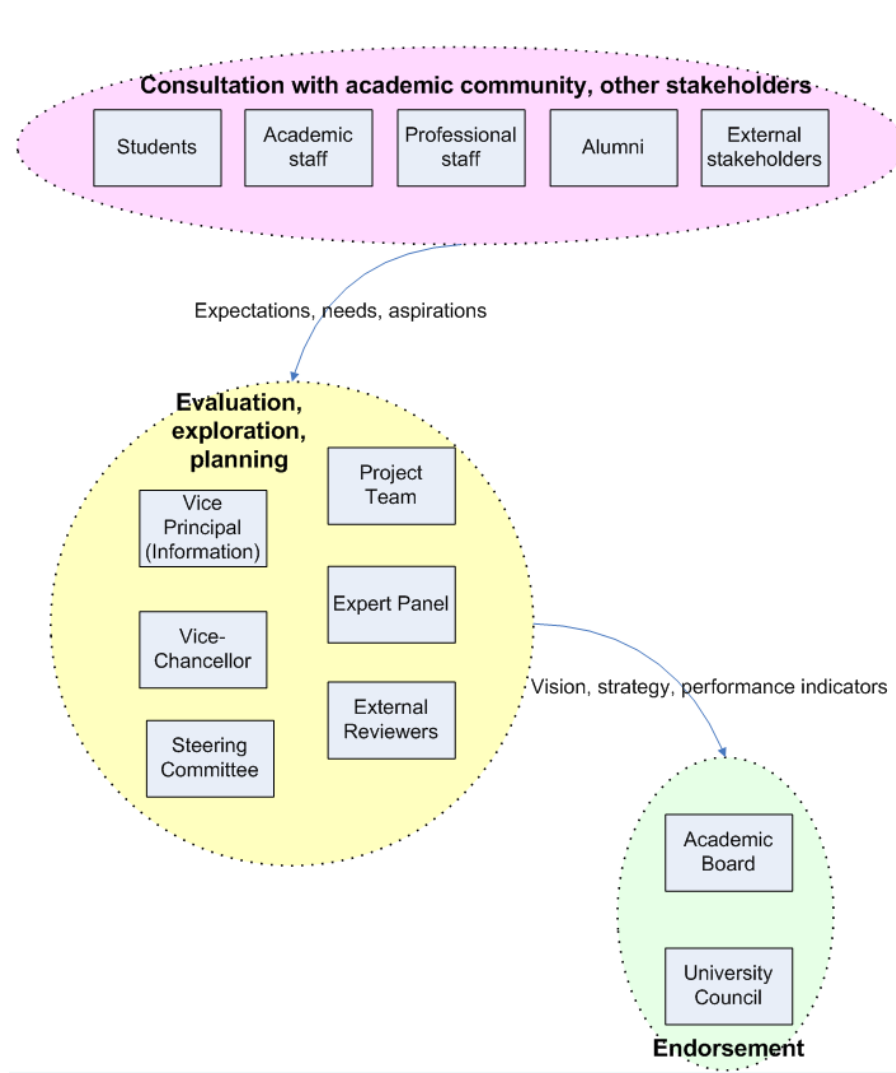 Consultation with academic community, other stakeholders
Students
Academic
staff
Professional
staff
Alumni
External
stakeholders
Expectations, needs, aspirations
Evaluation,
exploration,
planning
Vice
Principal
(Information)
Project
Team
Vice-
Chancellor
Expert Panel
Steering
Committee
External
Reviewers
Vision, strategy, performance indicators
Academic
Board
University
Council
Endorsement